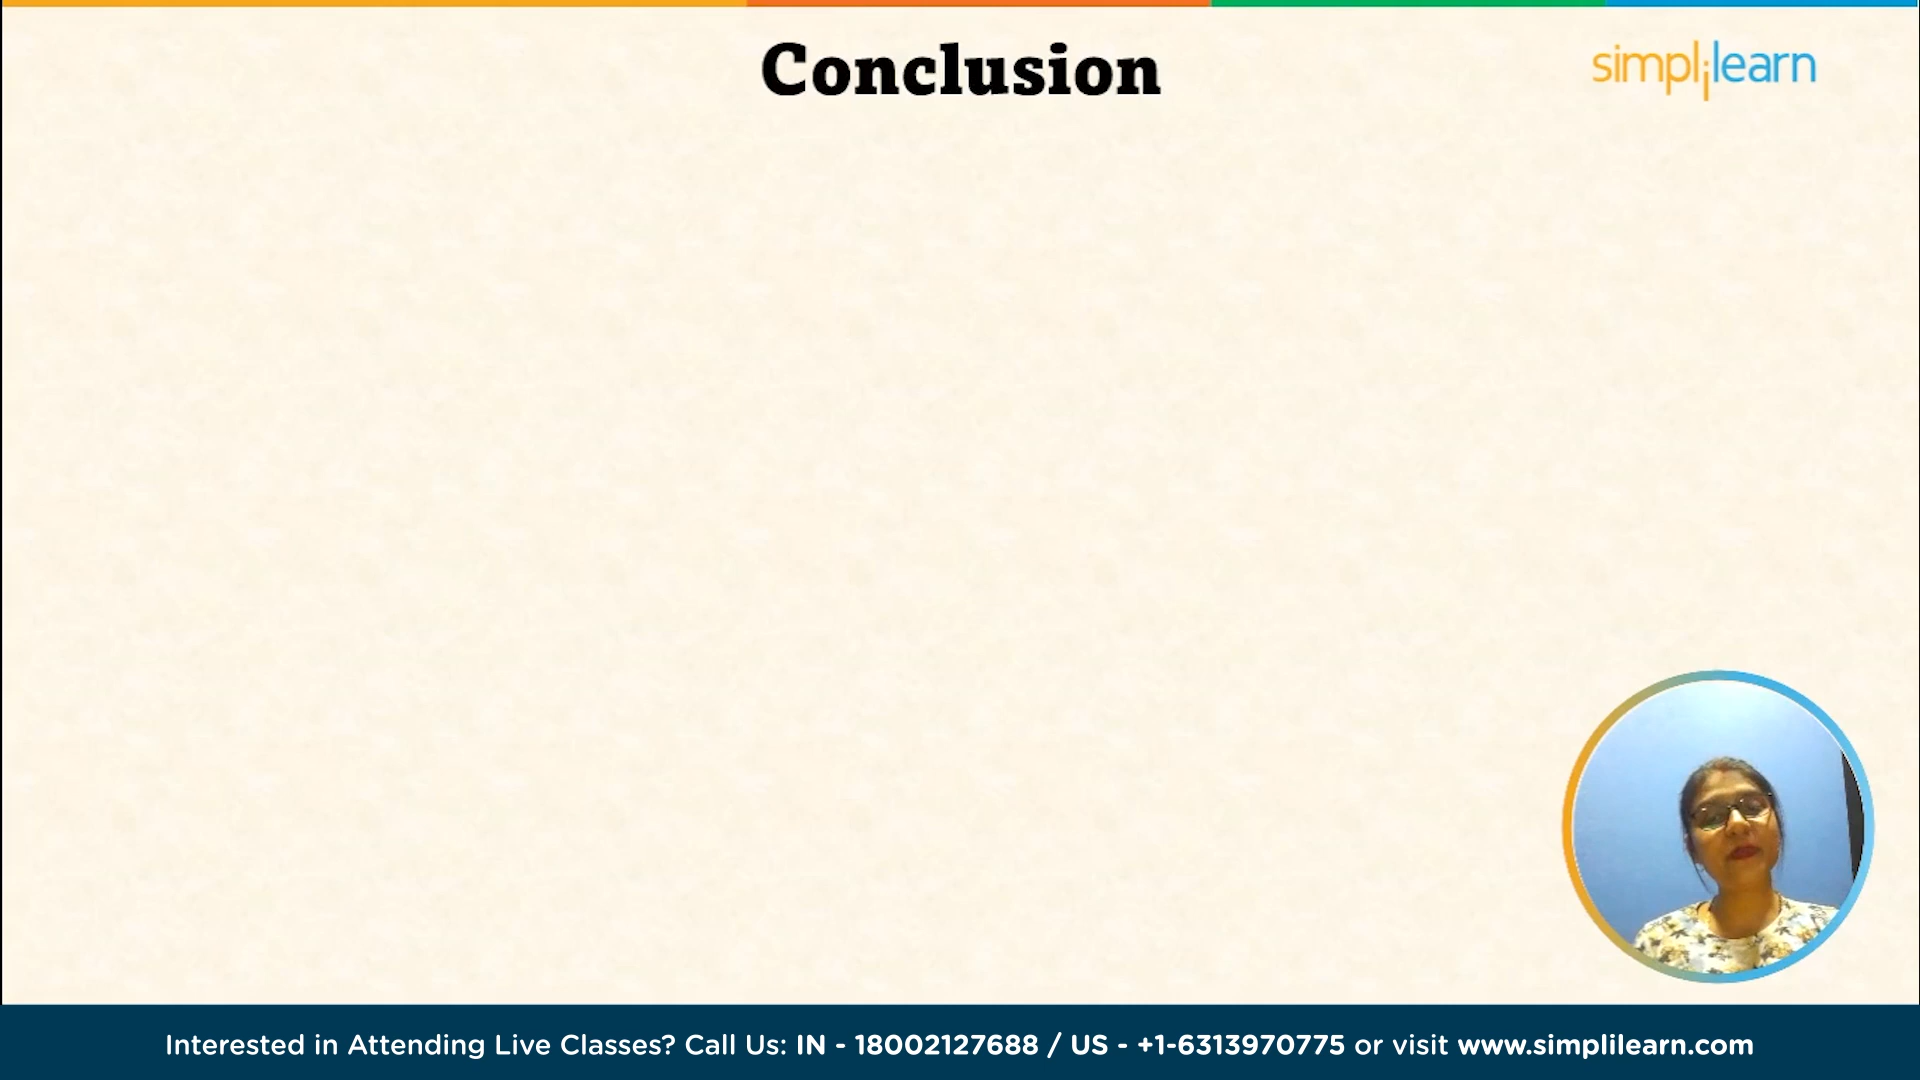 Conclusion
simplilearn
Interested in Attending Live Classes? Call Us: IN - 18002127688 / US - +1-6313970775 or visit www.simplilearn.com